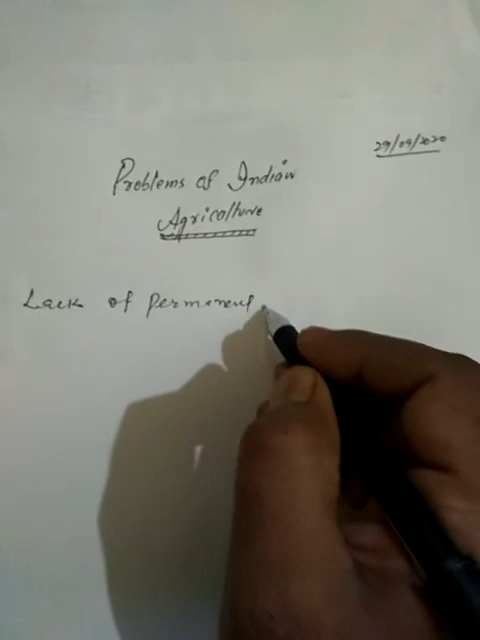 29/09/2020
Problems of Indian
Agriculture
Lack of permanent